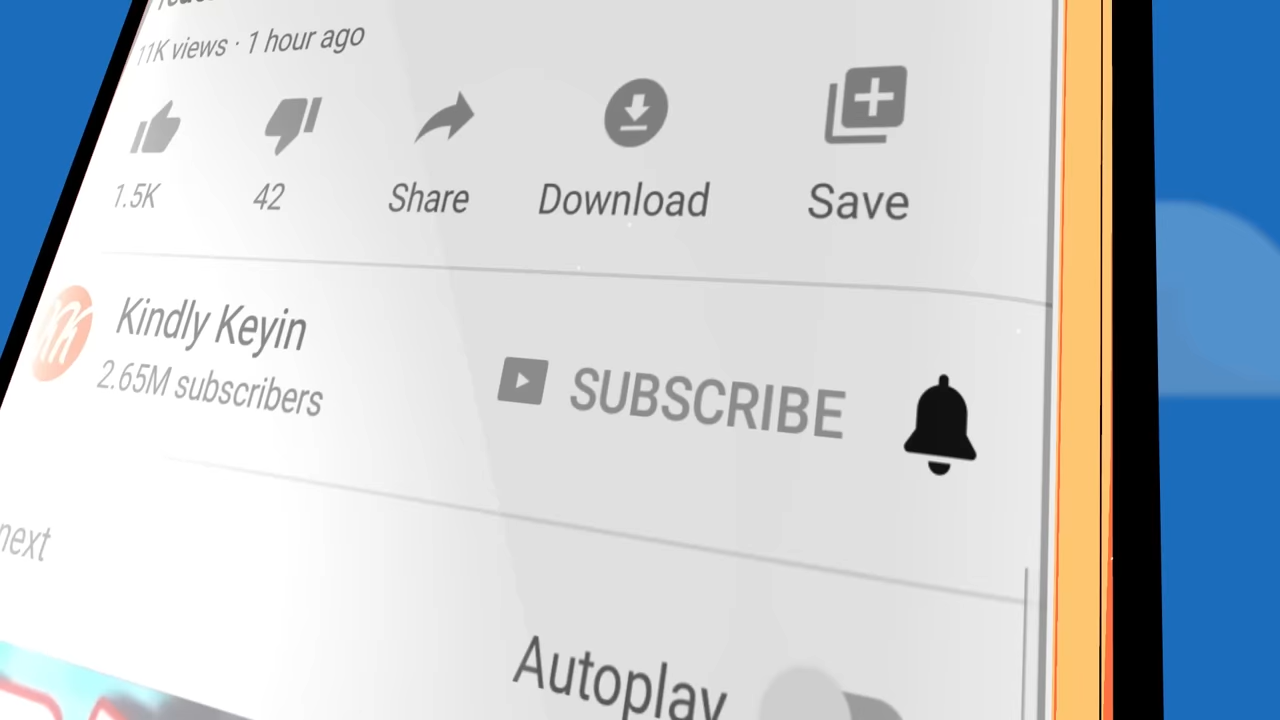 11K views · 1 hour ago
1.5K
42
Share
Download
Save
Kindly Keyin
2.65M subscribers
SUBSCRIBE
next
Autoplay